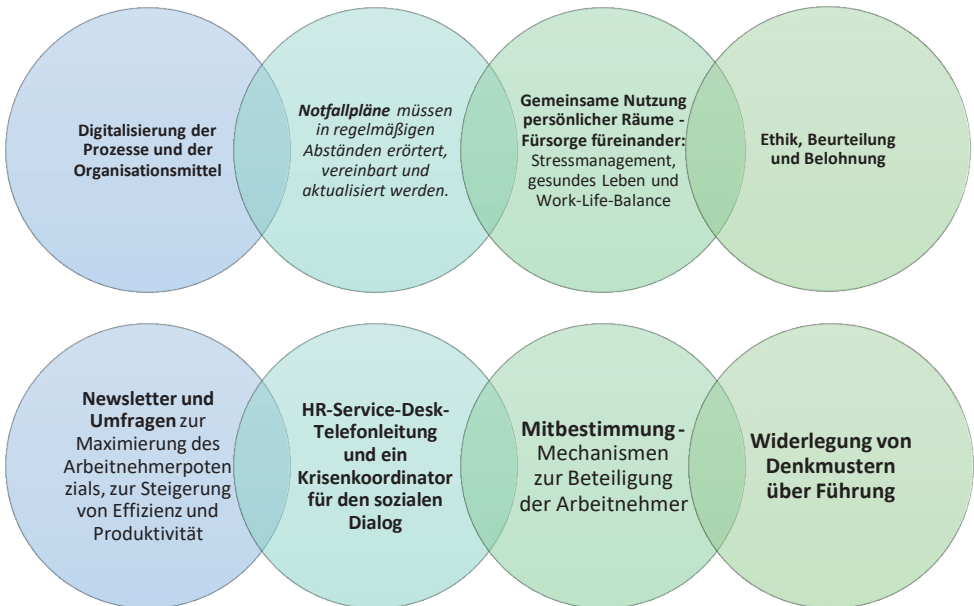 Digitalisierung der
Prozesse und der
Organisationsmittel
Notfallpläne müssen
in regelmäßigen
Abständen erörtert,
vereinbart und
aktualisiert werden.
Gemeinsame Nutzung
persönlicher Räume -
Fürsorge füreinander:
Stressmanagement,
gesundes Leben und
Work-Life-Balance
Ethik, Beurteilung
und Belohnung
Newsletter und
Umfragen zur
Maximierung des
Arbeitnehmerpoten
zials, zur Steigerung
von Effizienz und
Produktivität
HR-Service-Desk-
Telefonleitung
und ein
Krisenkoordinator
für den sozialen
Dialog
Mitbestimmung -
Mechanismen
zur Beteiligung
der Arbeitnehmer
Widerlegung von
Denkmustern
über Führung